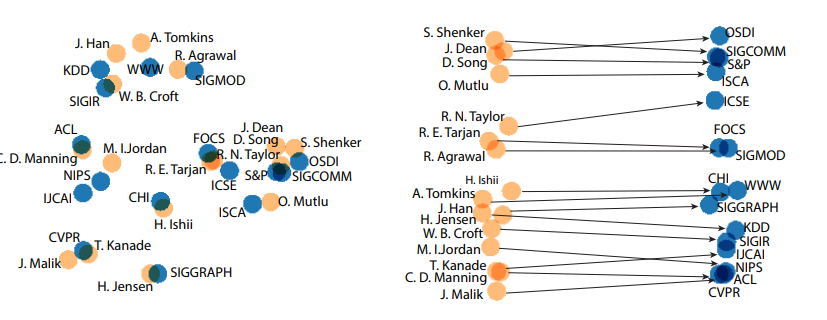 J. Han
A. Tomkins
R. Agrawal
KDD
WWW
SIGMOD
SIGIR
W. B. Croft
ACL
C. D. Manning
M. I.Jordan
NIPS
IJCAI
FOCS
R. E. Tarjan
R. N. Taylor
ICSE
J. Dean
D. Song
S. Shenker
OSDI
S&P
SIGCOMM
ISCA
O. Mutlu
CHI
H. Ishii
CVPR
T. Kanade
J. Malik
SIGGRAPH
H. Jensen
S. Shenker
J. Dean
D. Song
O. Mutlu
R. N. Taylor
R. E. Tarjan
R. Agrawal
H. Ishii
A. Tomkins
J. Han
H. Jensen
W. B. Croft
M. I.Jordan
T. Kanade
C. D. Manning
J. Malik
OSDI
SIGCOMM
S&P
ISCA
ICSE
FOCS
SIGMOD
CHI
WWW
SIGGRAPH
KDD
SIGIR
IJCAI
NIPS
ACL
CVPR